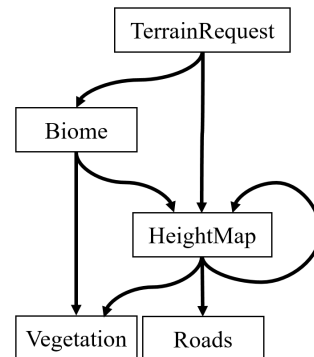 TerrainRequest
Biome
HeightMap
Vegetation
Roads